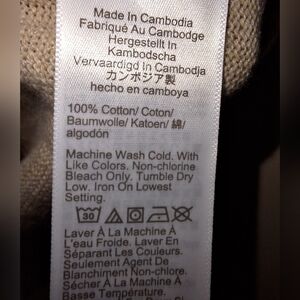 Made In Cambodia
Fabriqué Au Cambodge
Hergestellt In
Kambodscha
Vervaardigd In Cambodja
カンボジア製
hecho en camboya
100% Cotton/ Coton/
Baumwolle/ Katoen/ 綿/
algodón
Machine Wash Cold. With
Like Colors. Non-chlorine
Bleach Only. Tumble Dry
Low. Iron On Lowest
Setting.
30
Laver À La Machine À
L'eau Froide. Laver En
Séparant Les Couleurs.
Seulement Agent De
Blanchiment Non-chlore.
Sécher À La Machine À
Basse Température.